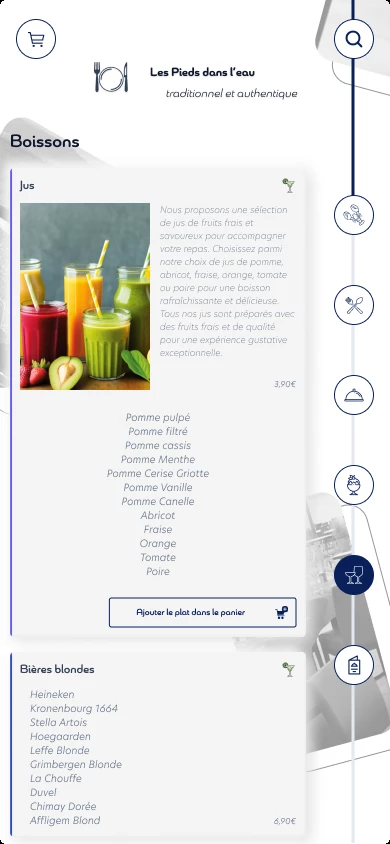 Les Pieds dans l'eau
traditionnel et authentique
Boissons
Jus
Nous proposons une sélection
de jus de fruits frais et
savoureux pour accompagner
votre repas. Choisissez parmi
notre choix de jus de pomme,
abricot, fraise, orange, tomate
ou poire pour une boisson
rafraîchissante et délicieuse.
Tous nos jus sont préparés avec
des fruits frais et de qualité
pour une expérience gustative
exceptionnelle.
3,90€
Pomme pulpé
Pomme filtré
Pomme cassis
Pomme Menthe
Pomme Cerise Griotte
Pomme Vanille
Pomme Canelle
Abricot
Fraise
Orange
Tomate
Poire
Ajouter le plat dans le panier
Bières blondes
Heineken
Kronenbourg 1664
Stella Artois
Hoegaarden
Leffe Blonde
Grimbergen Blonde
La Chouffe
Duvel
Chimay Dorée
Affligem Blond
6,90€